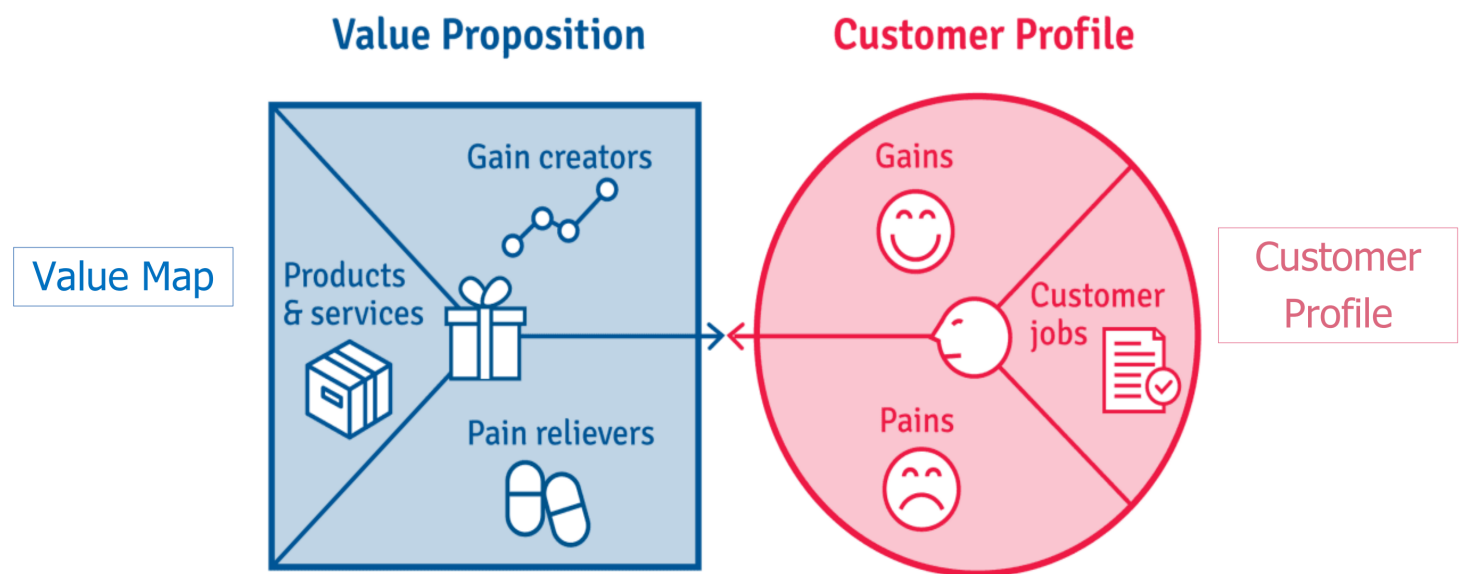 Value Proposition
Customer Profile
Gain creators
Gains
Value Map
Products
& services
Customer
jobs
Customer
Profile
Pain relievers
Pains